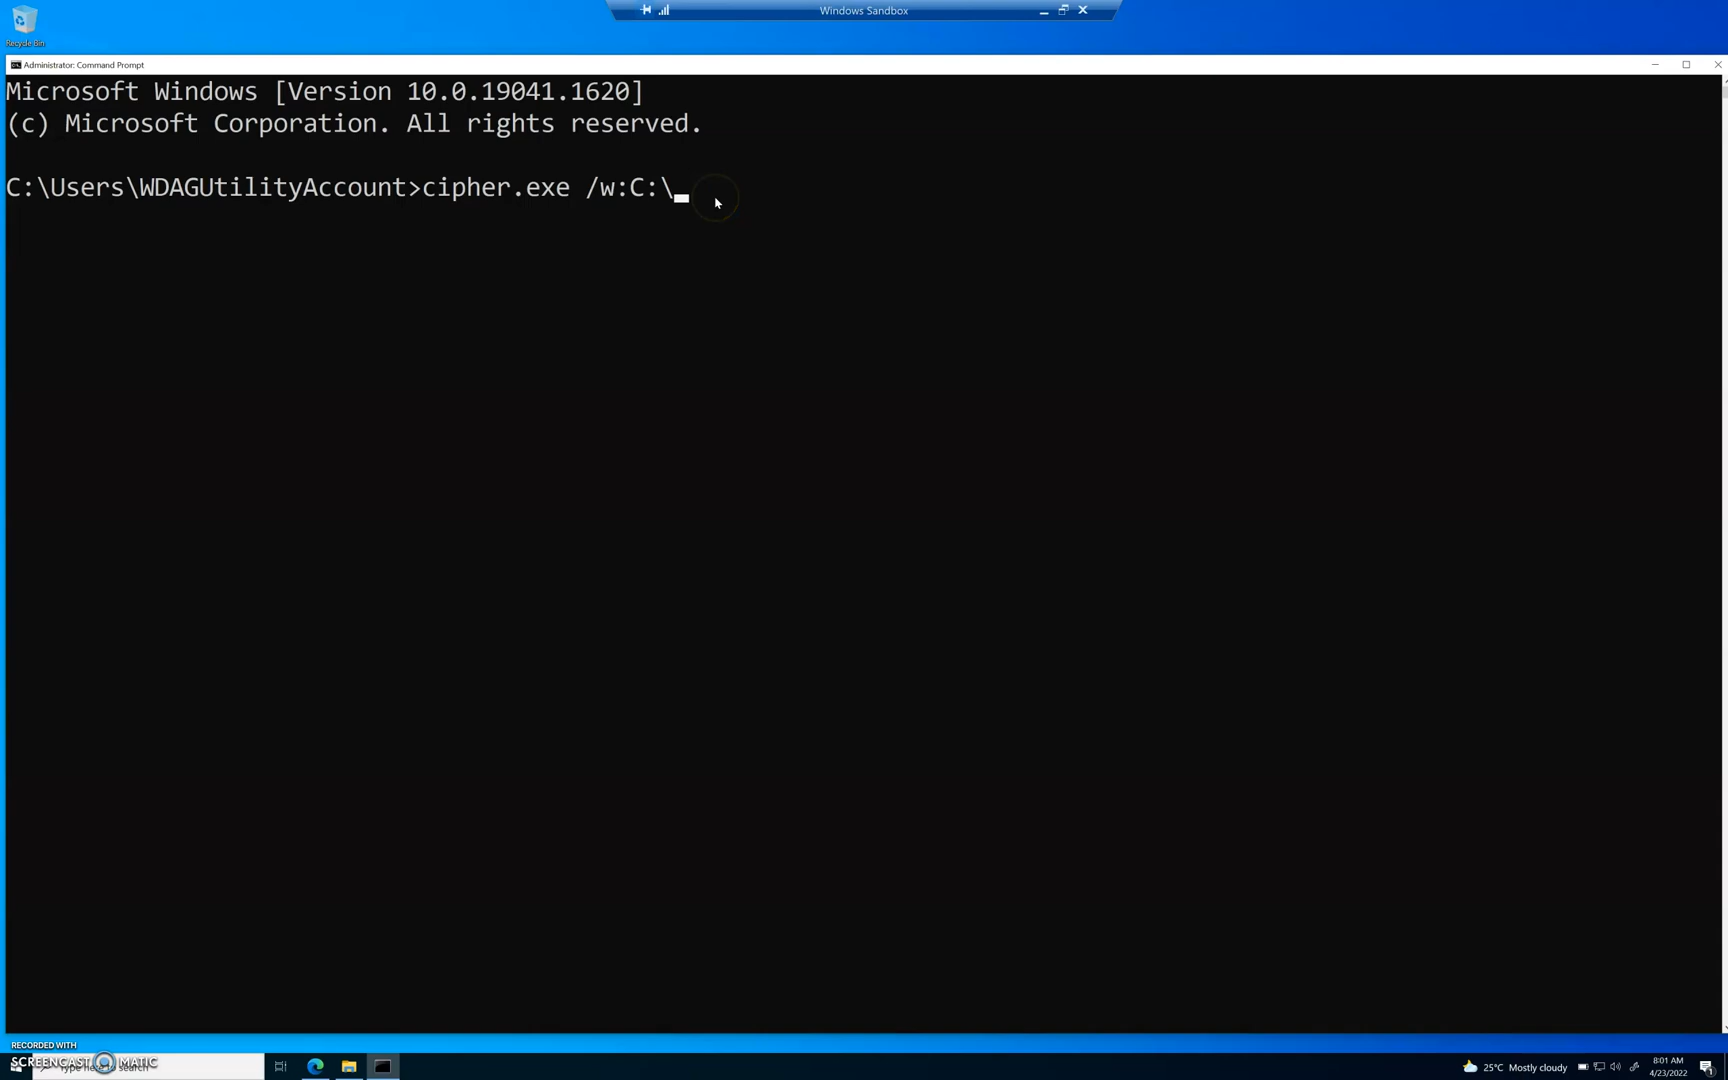 Windows Sandbox
Recycle Bin
Administrator: Command Prompt
Microsoft Windows [Version 10.0.19041.1620]
(c) Microsoft Corporation. All rights reserved.
C:\Users\WDAGUtilityAccount>cipher.exe /w:C:\
RECORDED WITH
SCREENCAST MATIC
Type here to search
25°C Mostly cloudy
8:01 AM
4/23/2022
1